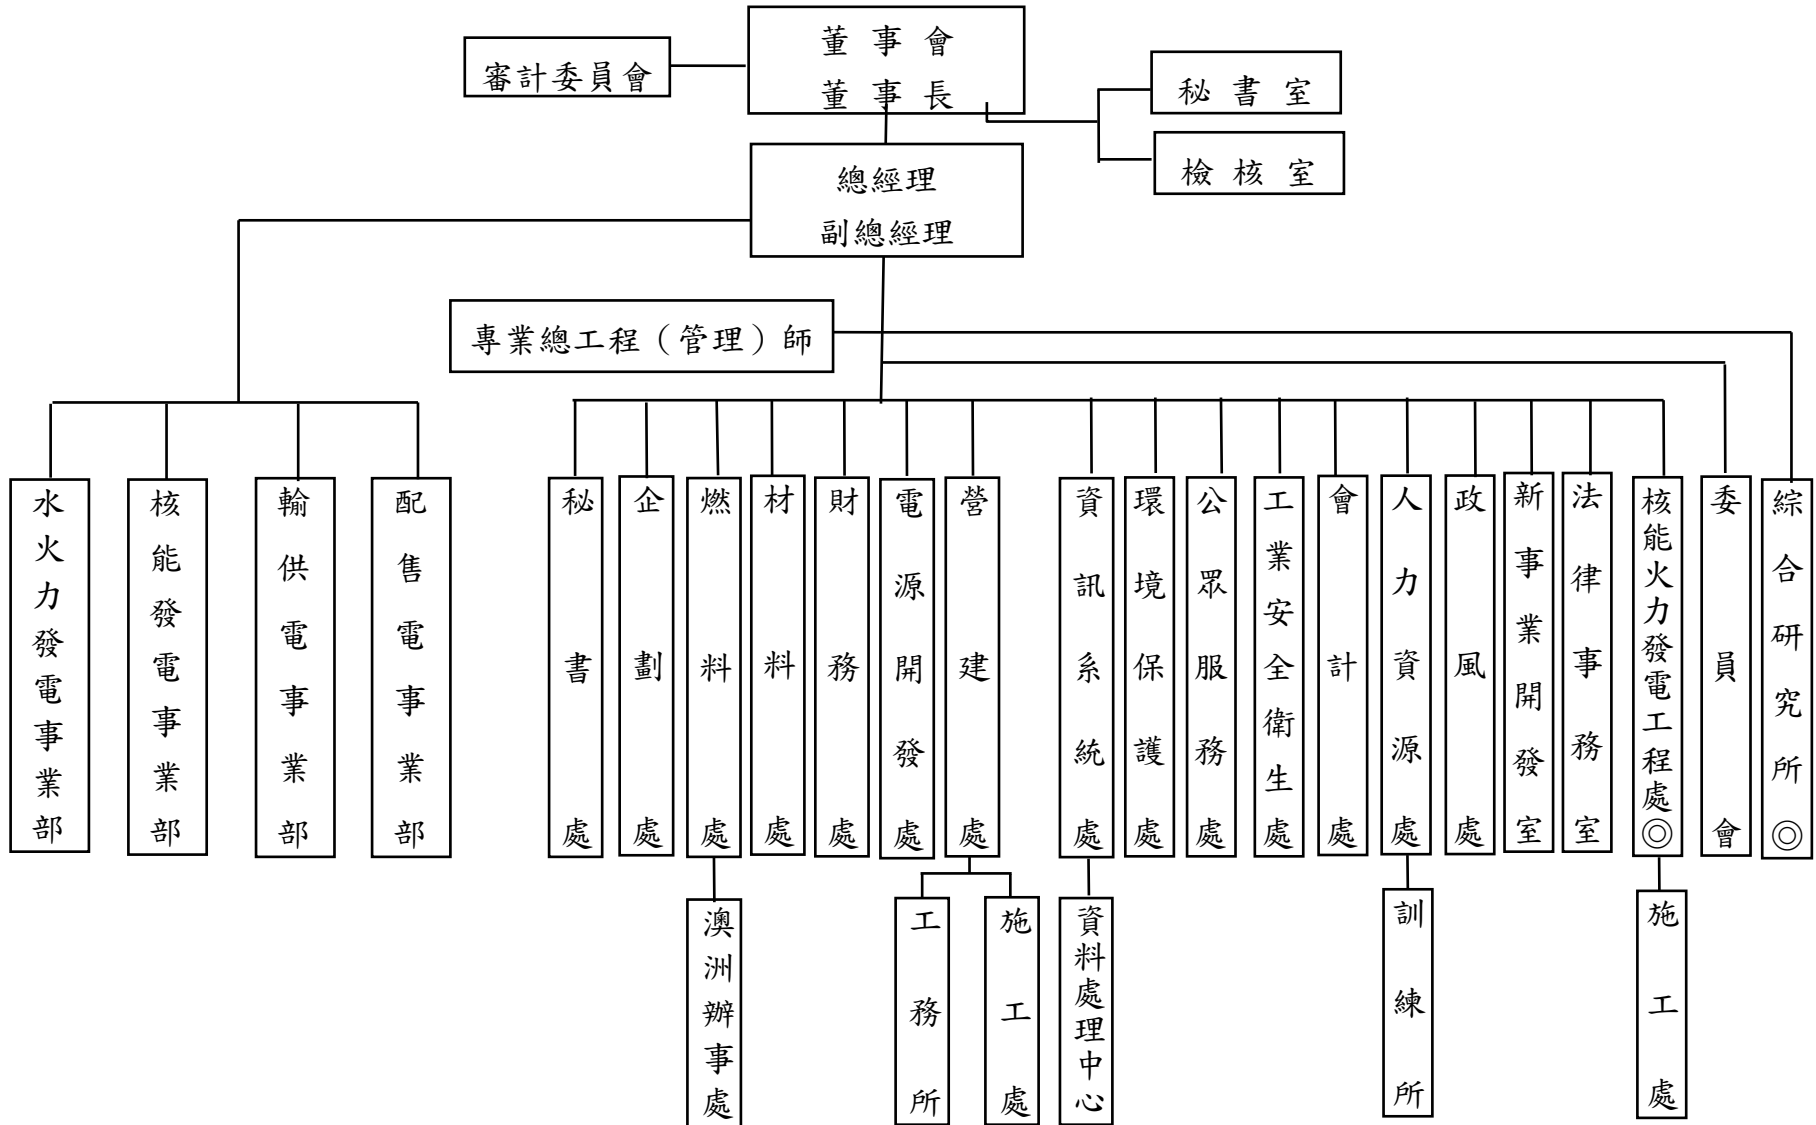 董事會
董事長
審計委員會
秘書室
檢核室
總經理
副總經理
專業總工程（管理）師
水火力發電事業部
核能發電事業部
輸供電事業部
配售電事業部
秘書處
企劃處
燃料處
材料處
財務處
電源開發處
營建處
資訊系統處
環境保護處
公眾服務處
工業安全衛生處
會計處
人力資源處
政風處
新事業開發室
法律事務室
核能火力發電工程處◎
委員會
綜合研究所◎
澳洲辦事處
工務所
施工處
資料處理中心
訓練所
施工處